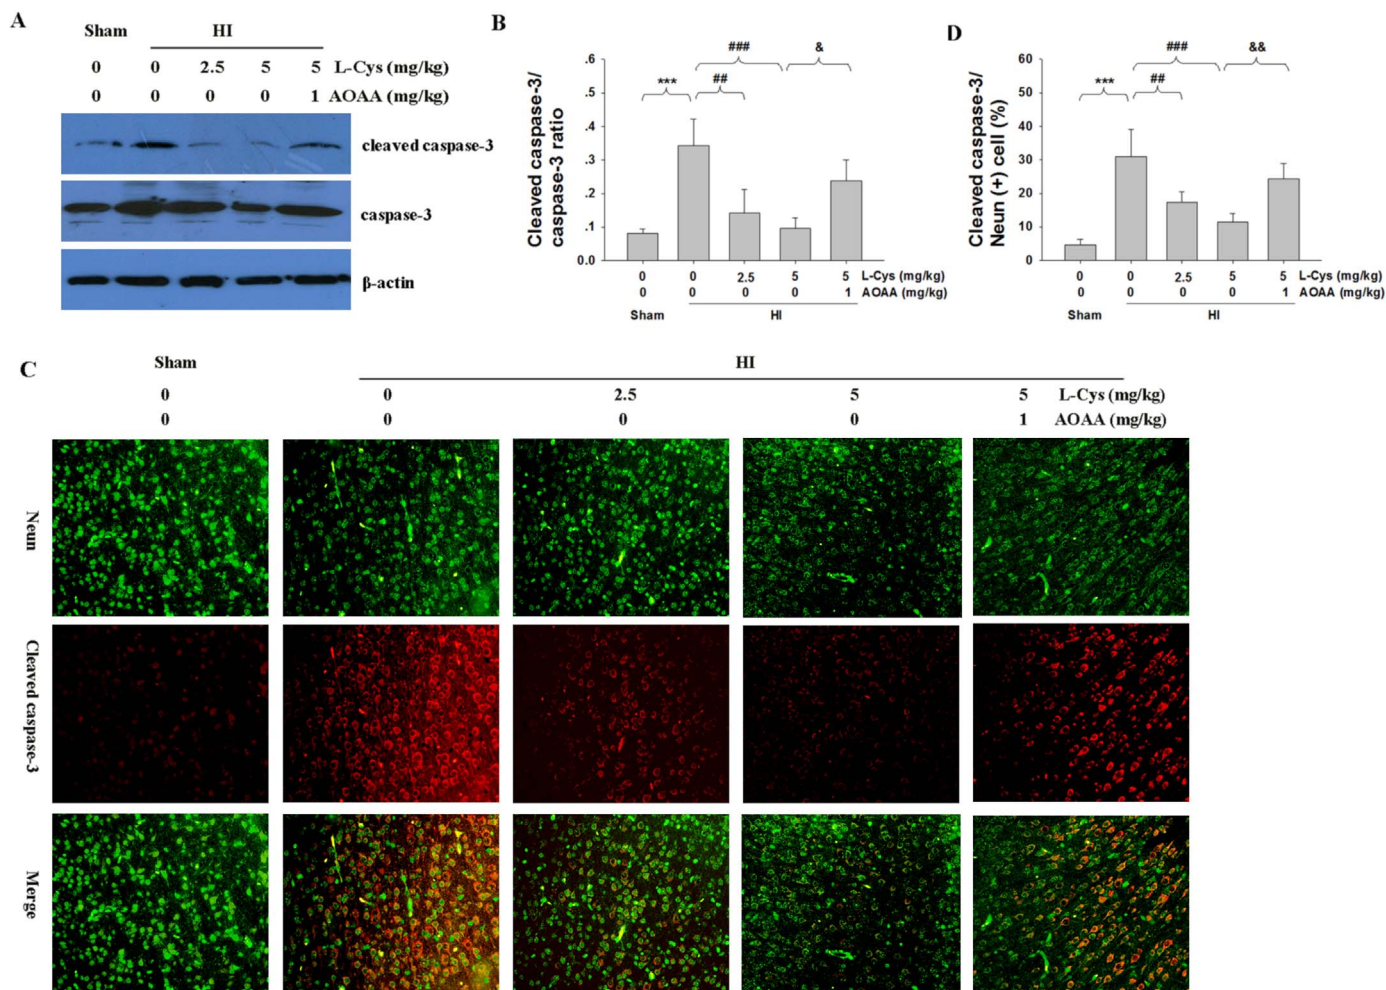 A
Sham HI
0 0 2.5 5 5 L-Cys (mg/kg)
0 0 0 0 1 AOAA (mg/kg)
cleaved caspase-3
caspase-3
β-actin
B
Cleaved caspase-3/
caspase-3 ratio
.6
.5
.4
.3
.2
.1
0.0
***
##
###
&
0 0 2.5 5 5 L-Cys (mg/kg)
0 0 0 0 1 AOAA (mg/kg)
Sham HI
D
Cleaved caspase-3/
Neun (+) cell (%)
60
50
40
30
20
10
0
***
##
###
&&
0 0 2.5 5 5 L-Cys (mg/kg)
0 0 0 0 1 AOAA (mg/kg)
Sham HI
C
Sham HI
0 0 2.5 5 5 L-Cys (mg/kg)
0 0 0 0 1 AOAA (mg/kg)
Neun
Cleaved caspase-3
Merge